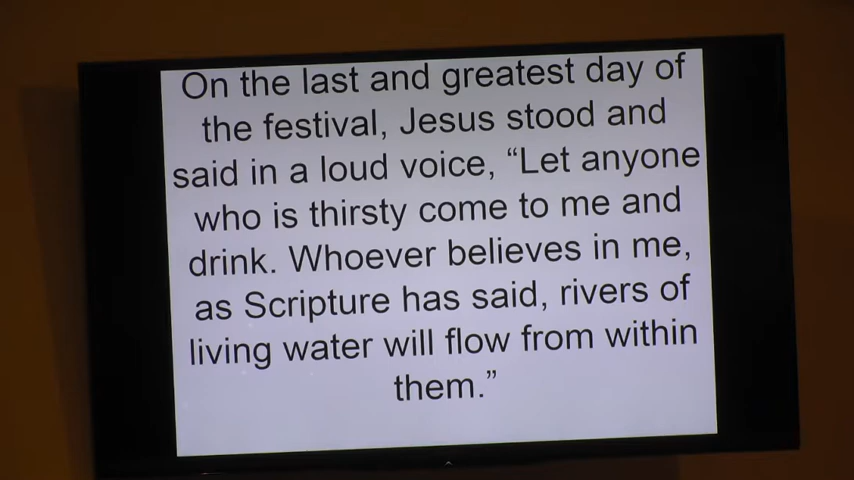 On the last and greatest day of
the festival, Jesus stood and
said in a loud voice, “Let anyone
who is thirsty come to me and
drink. Whoever believes in me,
as Scripture has said, rivers of
living water will flow from within
them.”